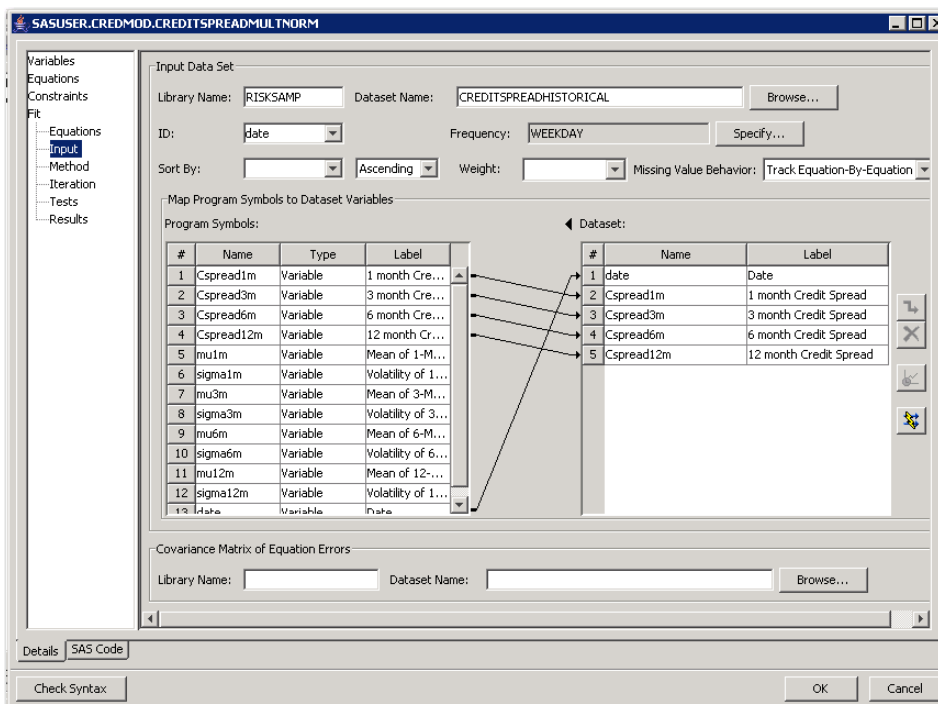 SASUSER.CREDMOD.CREDITSPREADMULTNORM
Variables
Equations
Constraints
Fit
Equations
Input
Method
Iteration
Tests
Results
Input Data Set
Library Name: RISKSAMP Dataset Name: CREDITSPREADHISTORICAL Browse...
ID: date Frequency: WEEKDAY Specify...
Sort By: Ascending Weight: Missing Value Behavior: Track Equation-By-Equation
Map Program Symbols to Dataset Variables
Program Symbols:
# Name Type Label
1 Cspread1m Variable 1 month Cre...
2 Cspread3m Variable 3 month Cre...
3 Cspread6m Variable 6 month Cre...
4 Cspread12m Variable 12 month Cr...
5 mu1m Variable Mean of 1-M...
6 sigma1m Variable Volatility of 1...
7 mu3m Variable Mean of 3-M...
8 sigma3m Variable Volatility of 3...
9 mu6m Variable Mean of 6-M...
10 sigma6m Variable Volatility of 6...
11 mu12m Variable Mean of 12-...
12 sigma12m Variable Volatility of 1...
13 date Variable Date
Dataset:
# Name Label
1 date Date
2 Cspread1m 1 month Credit Spread
3 Cspread3m 3 month Credit Spread
4 Cspread6m 6 month Credit Spread
5 Cspread12m 12 month Credit Spread
Covariance Matrix of Equation Errors
Library Name: Dataset Name: Browse...
Details SAS Code
Check Syntax OK Cancel